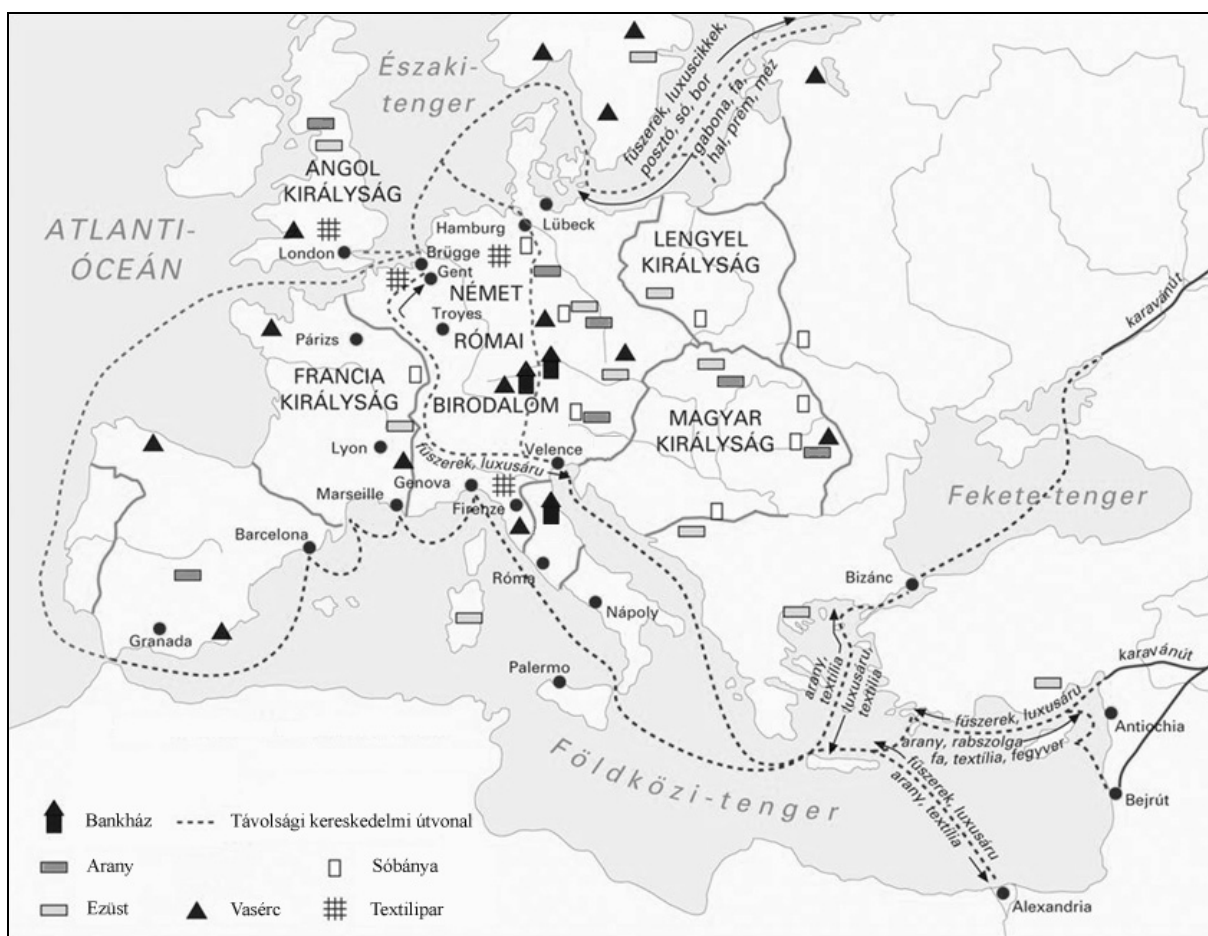 Északi-
tenger
fűszerek, luxuscikkek,
posztó, só, bor
gabona, fa,
hal, prém, méz
ANGOL
KIRÁLYSÁG
ATLANTI-
ÓCEÁN
London
Hamburg
Lübeck
Brügge
Gent
NÉMET
LENGYEL
KIRÁLYSÁG
karavánút
Troyes
RÓMAI
Párizs
FRANCIA
KIRÁLYSÁG
BIRODALOM
MAGYAR
KIRÁLYSÁG
Lyon
Velence
fűszerek, luxusáru
Genova
Marseille
Firenze
Fekete-tenger
Barcelona
Róma
Bizánc
Granada
Nápoly
Palermo
arany,
textília
luxusáru,
textília
karavánút
fűszerek, luxusáru
Antiochia
arany, rabszolga
fa, textília, fegyver
fűszerek, luxusáru
arany, textília
Földközi-tenger
Bejrút
Alexandria
Bankház
Távolsági kereskedelmi útvonal
Arany
Sóbánya
Ezüst
Vasérc
Textilipar